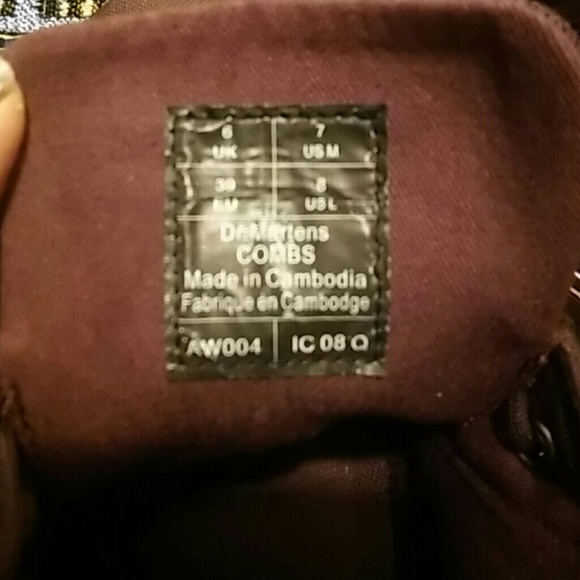 6 7
UK US M
39 8
EU US L
Dr. Martens
COMBS
Made in Cambodia
Fabriqué en Cambodge
AW004 IC 08 Q